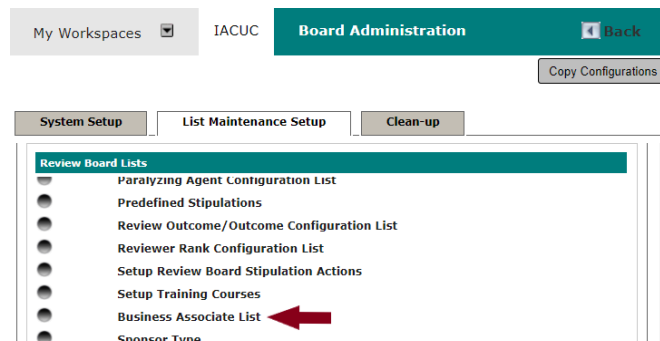 My Workspaces IACUC Board Administration Back
Copy Configurations
System Setup List Maintenance Setup Clean-up
Review Board Lists
Paralyzing Agent Configuration List
Predefined Stipulations
Review Outcome/Outcome Configuration List
Reviewer Rank Configuration List
Setup Review Board Stipulation Actions
Setup Training Courses
Business Associate List
Sponsor Type